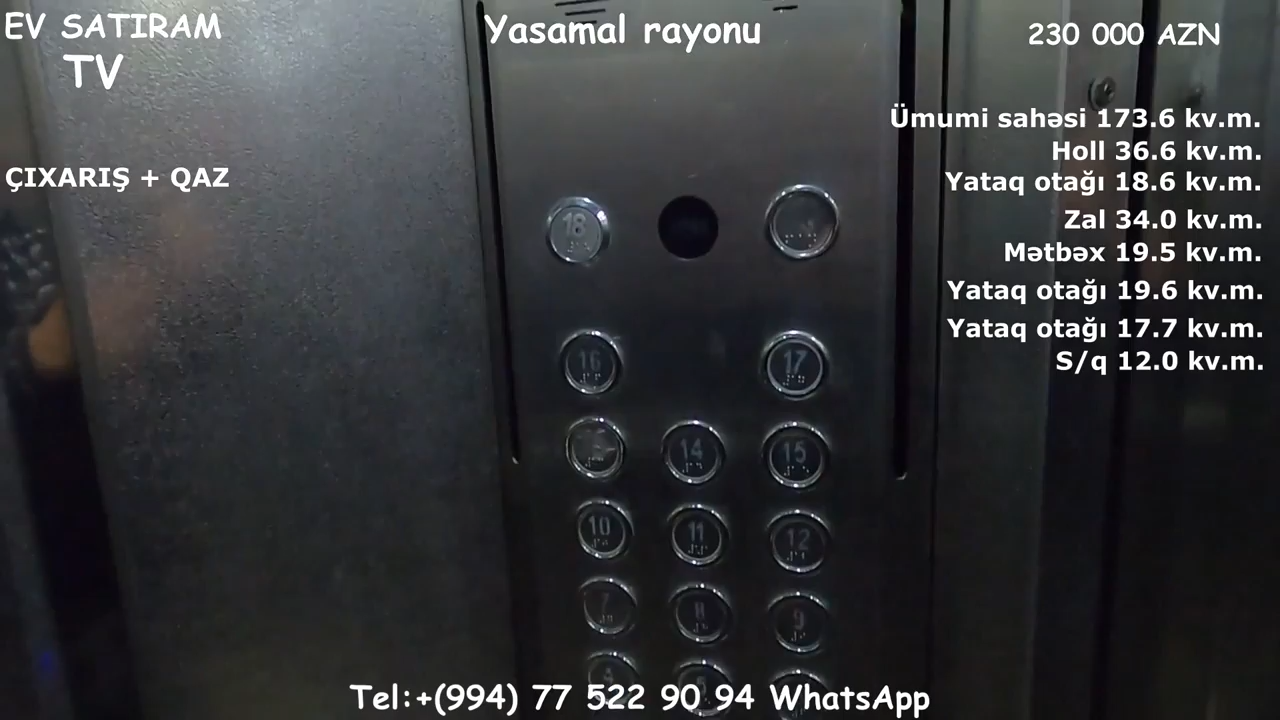 EV SATIRAM
TV
Yasamal rayonu
230 000 AZN
ÇIXARIŞ + QAZ
Ümumi sahəsi 173.6 kv.m.
Holl 36.6 kv.m.
Yataq otağı 18.6 kv.m.
Zal 34.0 kv.m.
Mətbəx 19.5 kv.m.
Yataq otağı 19.6 kv.m.
Yataq otağı 17.7 kv.m.
S/q 12.0 kv.m.
18
16 17
14 15
10 11 12
7 8 9
4 5
Tel:+(994) 77 522 90 94 WhatsApp